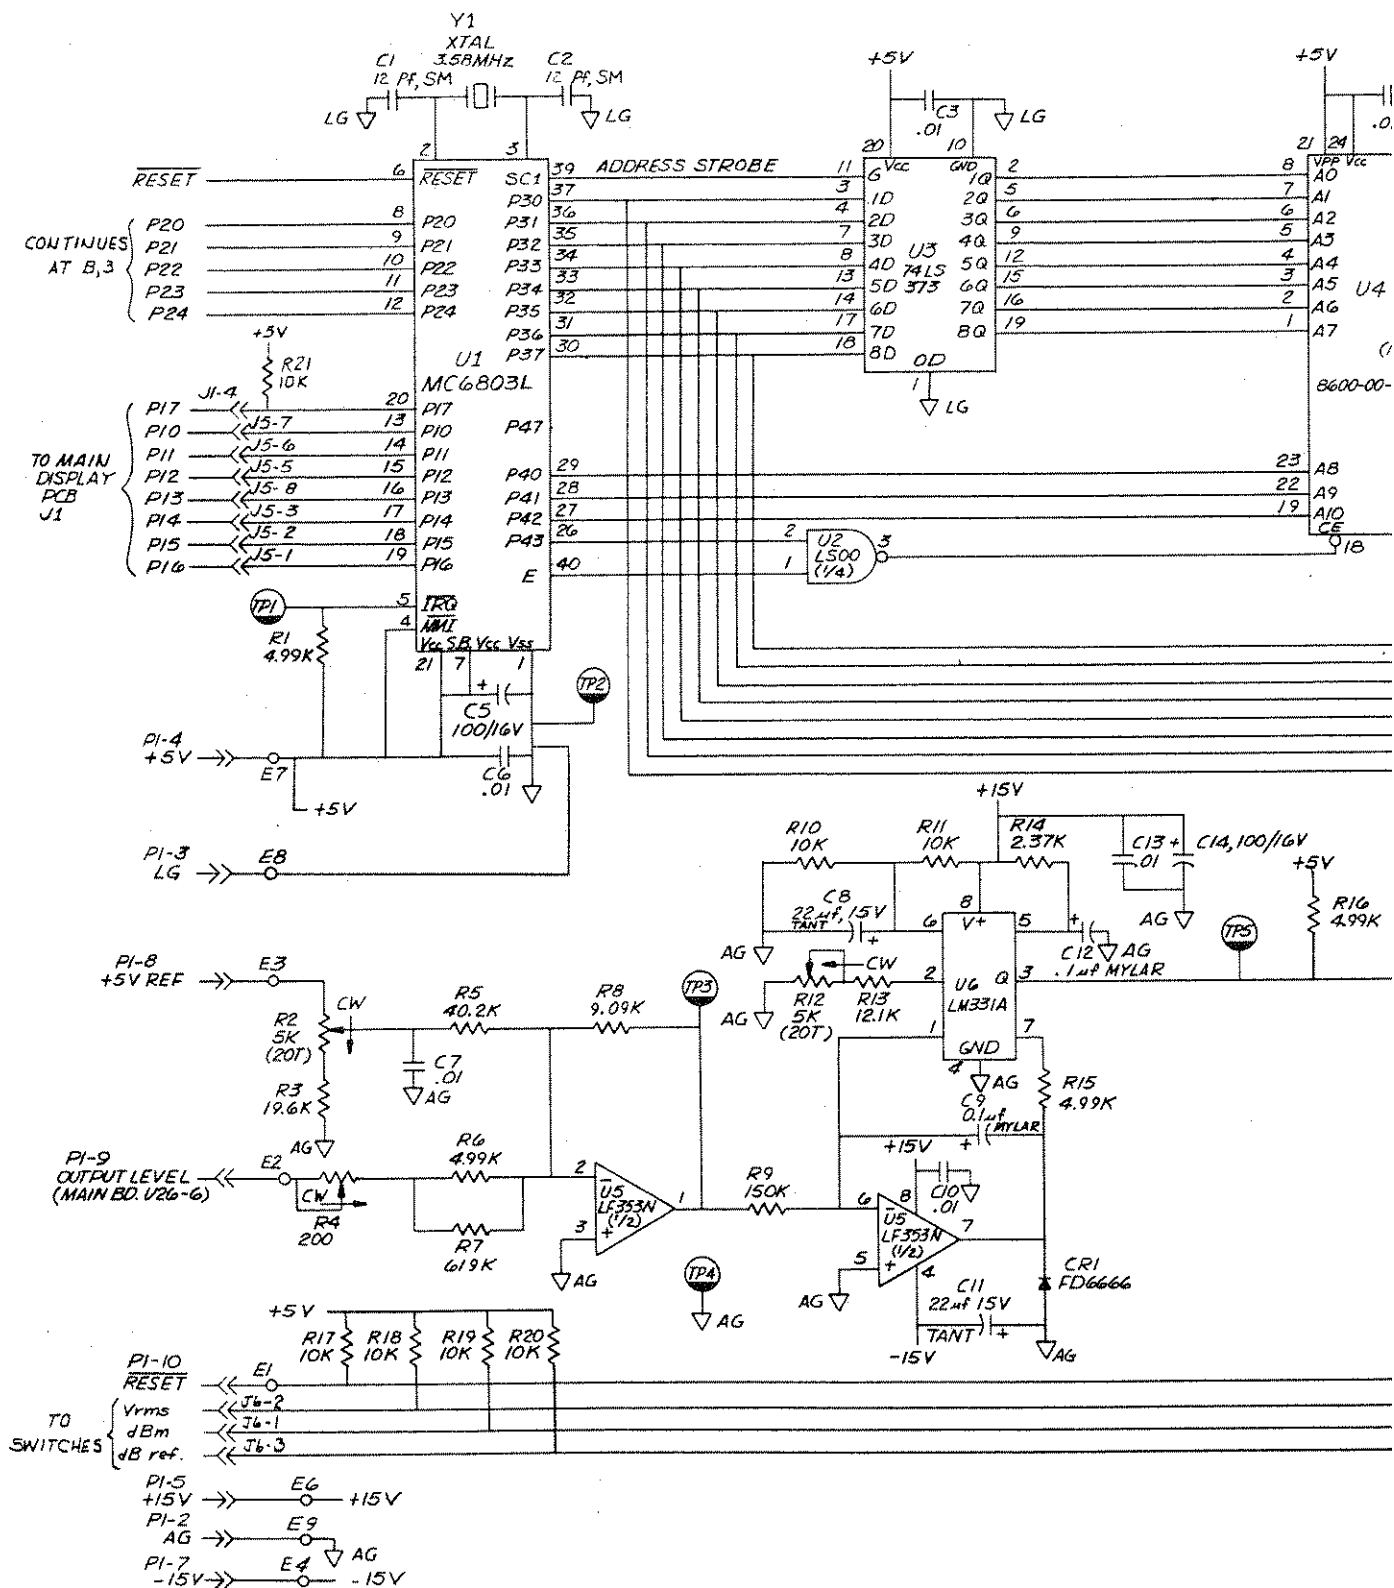 Y1
XTAL
3.58MHz
C1
12 Pf, SM
C2
12 Pf, SM
LG
LG
2
3
+5V
C3
.01
LG
20
10
+5V
.0
21 24
RESET
6
RESET
SC1
39
ADDRESS STROBE
11
G
Vcc
GND
1Q
2
8
VPP Vcc
A0
P30
37
3
1D
2Q
5
7
A1
CONTINUES
AT B,3
P20
8
P20
P31
36
4
2D
3Q
6
6
A2
P21
9
P21
P32
35
7
3D
4Q
9
5
A3
P22
10
P22
P33
34
8
4D
5Q
12
4
A4
P23
11
P23
P34
33
13
5D
6Q
15
3
A5
P24
12
P24
P35
32
14
6D
7Q
16
2
A6
P36
31
17
7D
8Q
19
1
A7
P37
30
18
8D
OD
U3
74LS
373
U4
1
LG
8600-00-
+5V
R21
10K
U1
MC6803L
TO MAIN
DISPLAY
PCB
J1
P17
J1-4
20
P17
P10
J5-7
13
P10
P47
P11
J5-6
14
P11
P12
J5-5
15
P12
P40
29
23
A8
P13
J5-8
16
P13
P41
28
22
A9
P14
J5-3
17
P14
P42
27
19
A10
P15
J5-2
18
P15
P43
26
2
U2
LS00
(1/4)
3
CE
18
P16
J5-1
19
P16
E
40
1
TP1
5
IRQ
R1
4.99K
4
NMI
Vcc S.B. Vcc Vss
21
7
1
TP2
C5
100/16V
+
P1-4
+5V
E7
+5V
C6
.01
P1-3
LG
E8
+15V
R10
10K
R11
10K
R14
2.37K
C13
.01
+
C14, 100/16V
+5V
R16
4.99K
C8
22 µf, 15V
TANT
+
AG
6
8
V+
5
+
C12
.1µf MYLAR
AG
AG
TP5
P1-8
+5V REF
E3
CW
R2
5K
(20T)
R3
19.6K
AG
C7
.01
AG
R5
40.2K
R8
9.09K
TP3
AG
R12
5K
(20T)
CW
R13
12.1K
2
U6
LM331A
Q
3
1
7
GND
4
AG
R15
4.99K
C9
0.1µf
MYLAR
+
P1-9
OUTPUT LEVEL
(MAIN BD. U26-6)
E2
CW
R4
200
R6
4.99K
R7
619K
2
U5
LF353N
(1/2)
1
3
+
AG
R9
150K
TP4
AG
+15V
C10
.01
6
8
U5
LF353N
(1/2)
7
5
+
4
AG
C11
22µf 15V
TANT
+
-15V
CR1
FD6666
AG
+5V
R17
10K
R18
10K
R19
10K
R20
10K
P1-10
RESET
E1
TO
SWITCHES
Vrms
J6-2
dBm
J6-1
dB ref.
J6-3
P1-5
+15V
E6
+15V
P1-2
AG
E9
AG
P1-7
-15V
E4
-15V